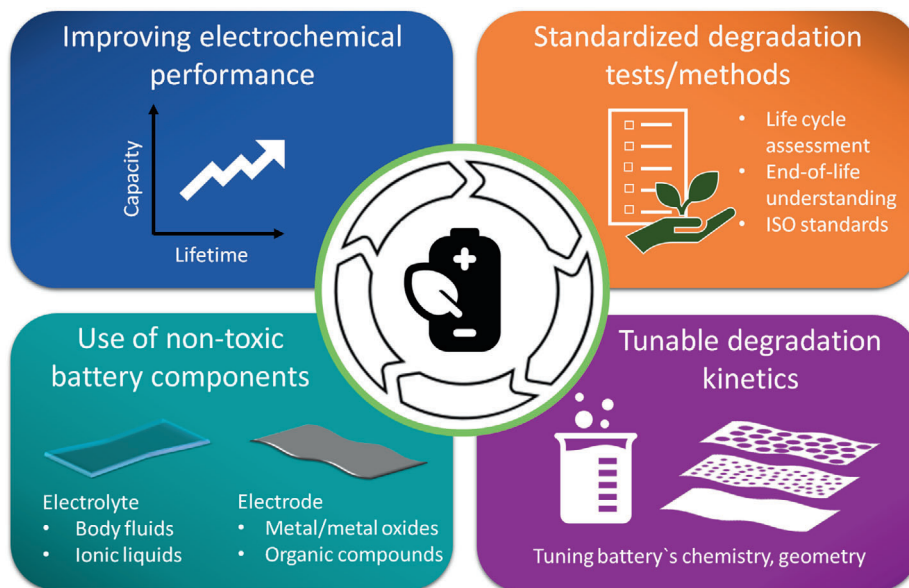 Improving electrochemical
performance
Capacity
Lifetime
Standardized degradation
tests/methods
• Life cycle
assessment
• End-of-life
understanding
• ISO standards
Use of non-toxic
battery components
Electrolyte
• Body fluids
• Ionic liquids
Electrode
• Metal/metal oxides
• Organic compounds
Tunable degradation
kinetics
Tuning battery`s chemistry, geometry